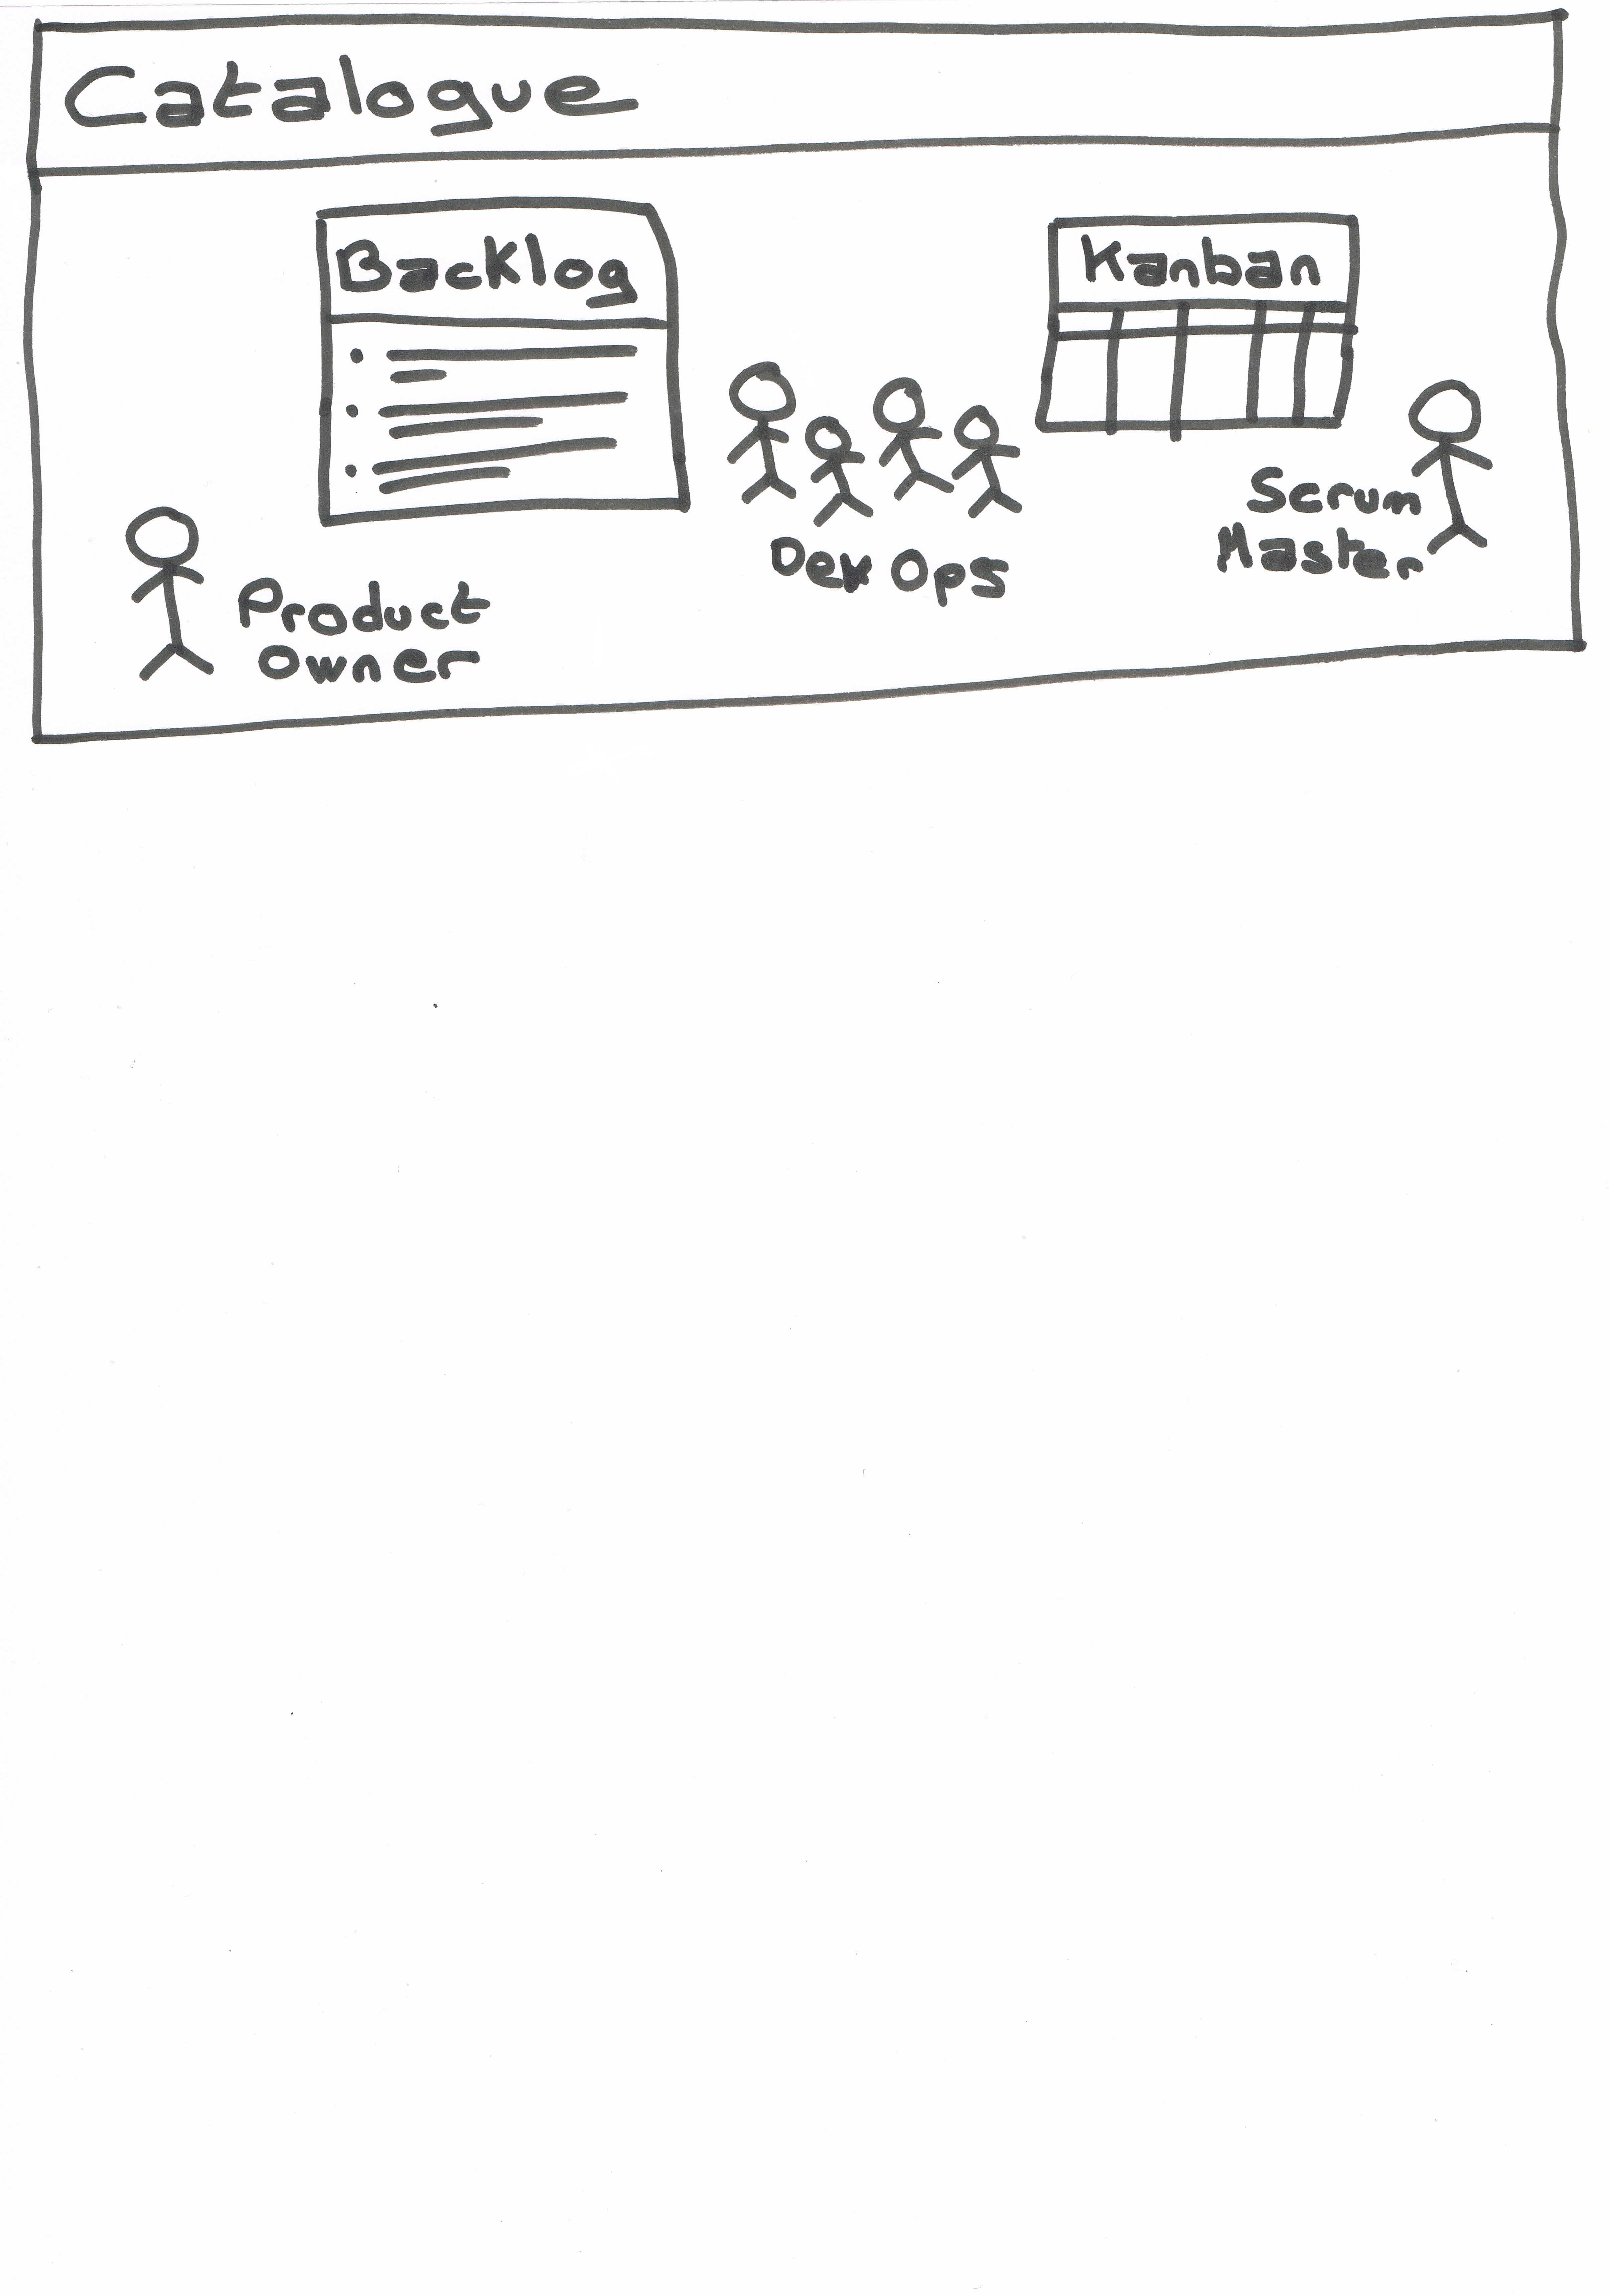 Catalogue
Backlog
Kanban
Dev Ops
Scrum
Master
Product
Owner